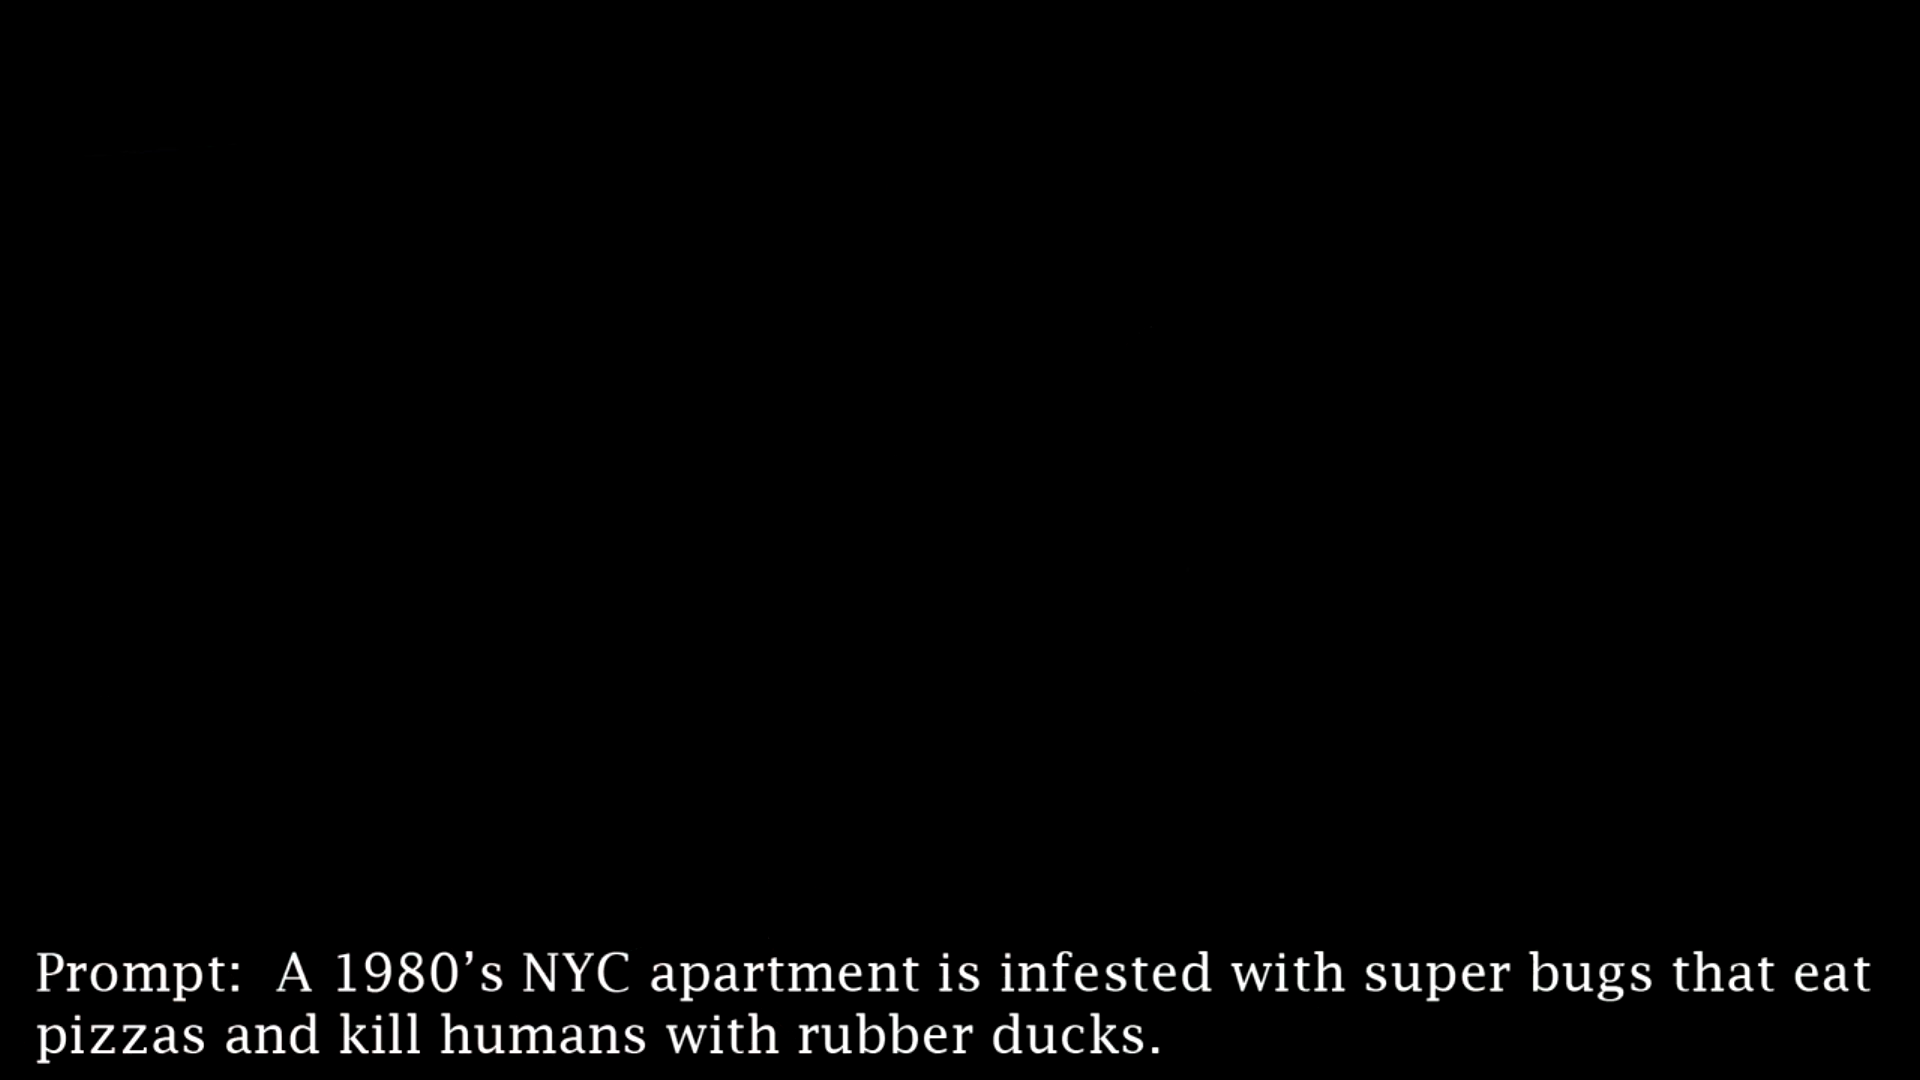 Prompt:  A 1980’s NYC apartment is infested with super bugs that eat
pizzas and kill humans with rubber ducks.